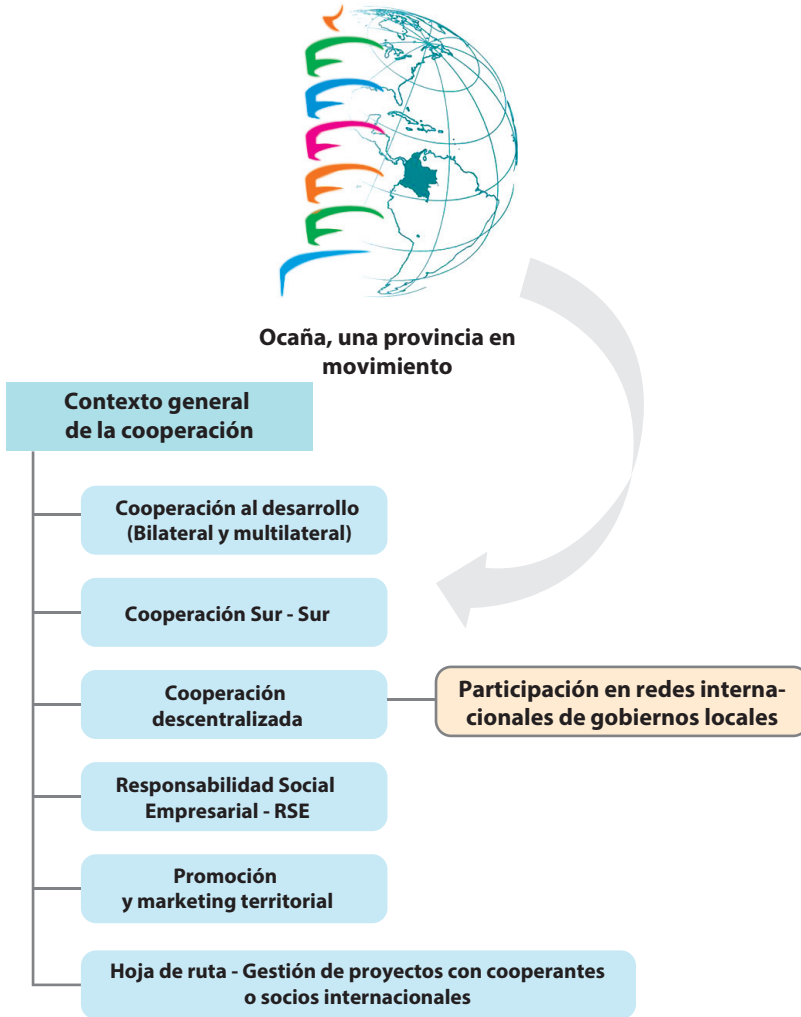 Ocaña, una provincia en
movimiento
Contexto general
de la cooperación
Cooperación al desarrollo
(Bilateral y multilateral)
Cooperación Sur - Sur
Cooperación
descentralizada
Participación en redes interna-
cionales de gobiernos locales
Responsabilidad Social
Empresarial - RSE
Promoción
y marketing territorial
Hoja de ruta - Gestión de proyectos con cooperantes
o socios internacionales